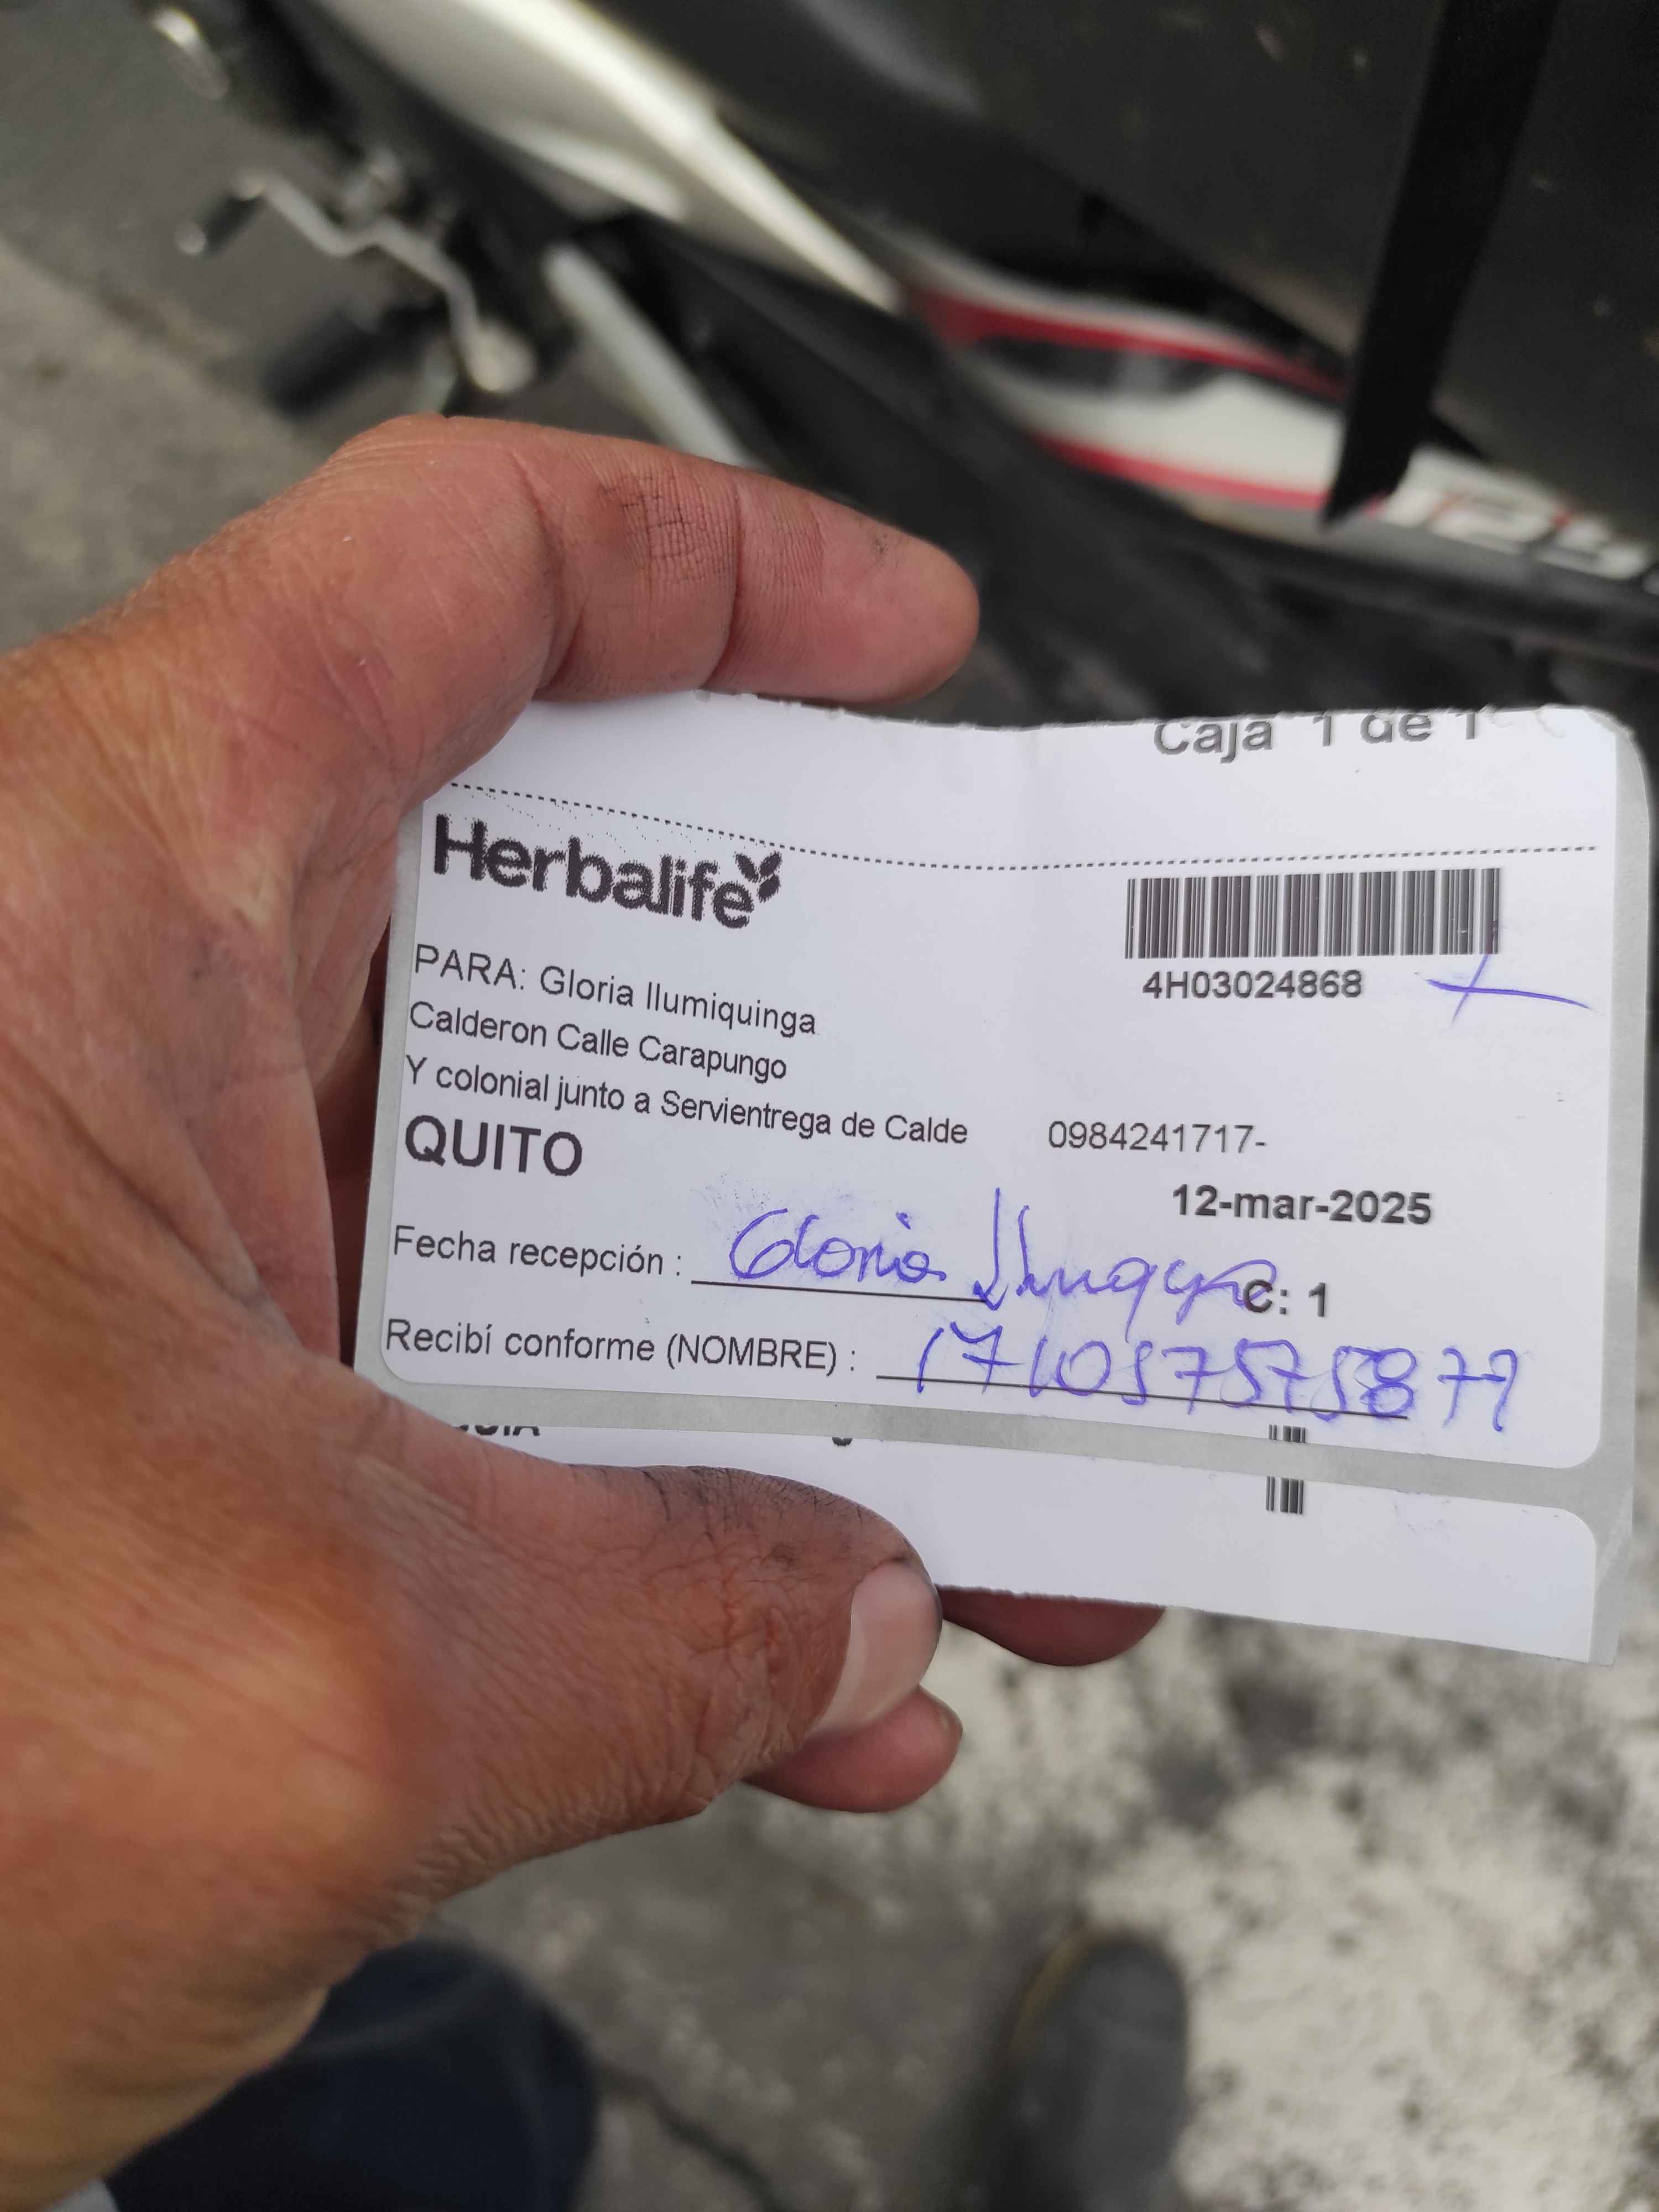 Caja 1 de 1
Herbalife
4H03024868
PARA: Gloria Ilumiquinga
Calderon Calle Carapungo
Y colonial junto a Servientrega de Calde 0984241717-
QUITO
12-mar-2025
Fecha recepción : Gloria
C: 1
Recibí conforme (NOMBRE) :